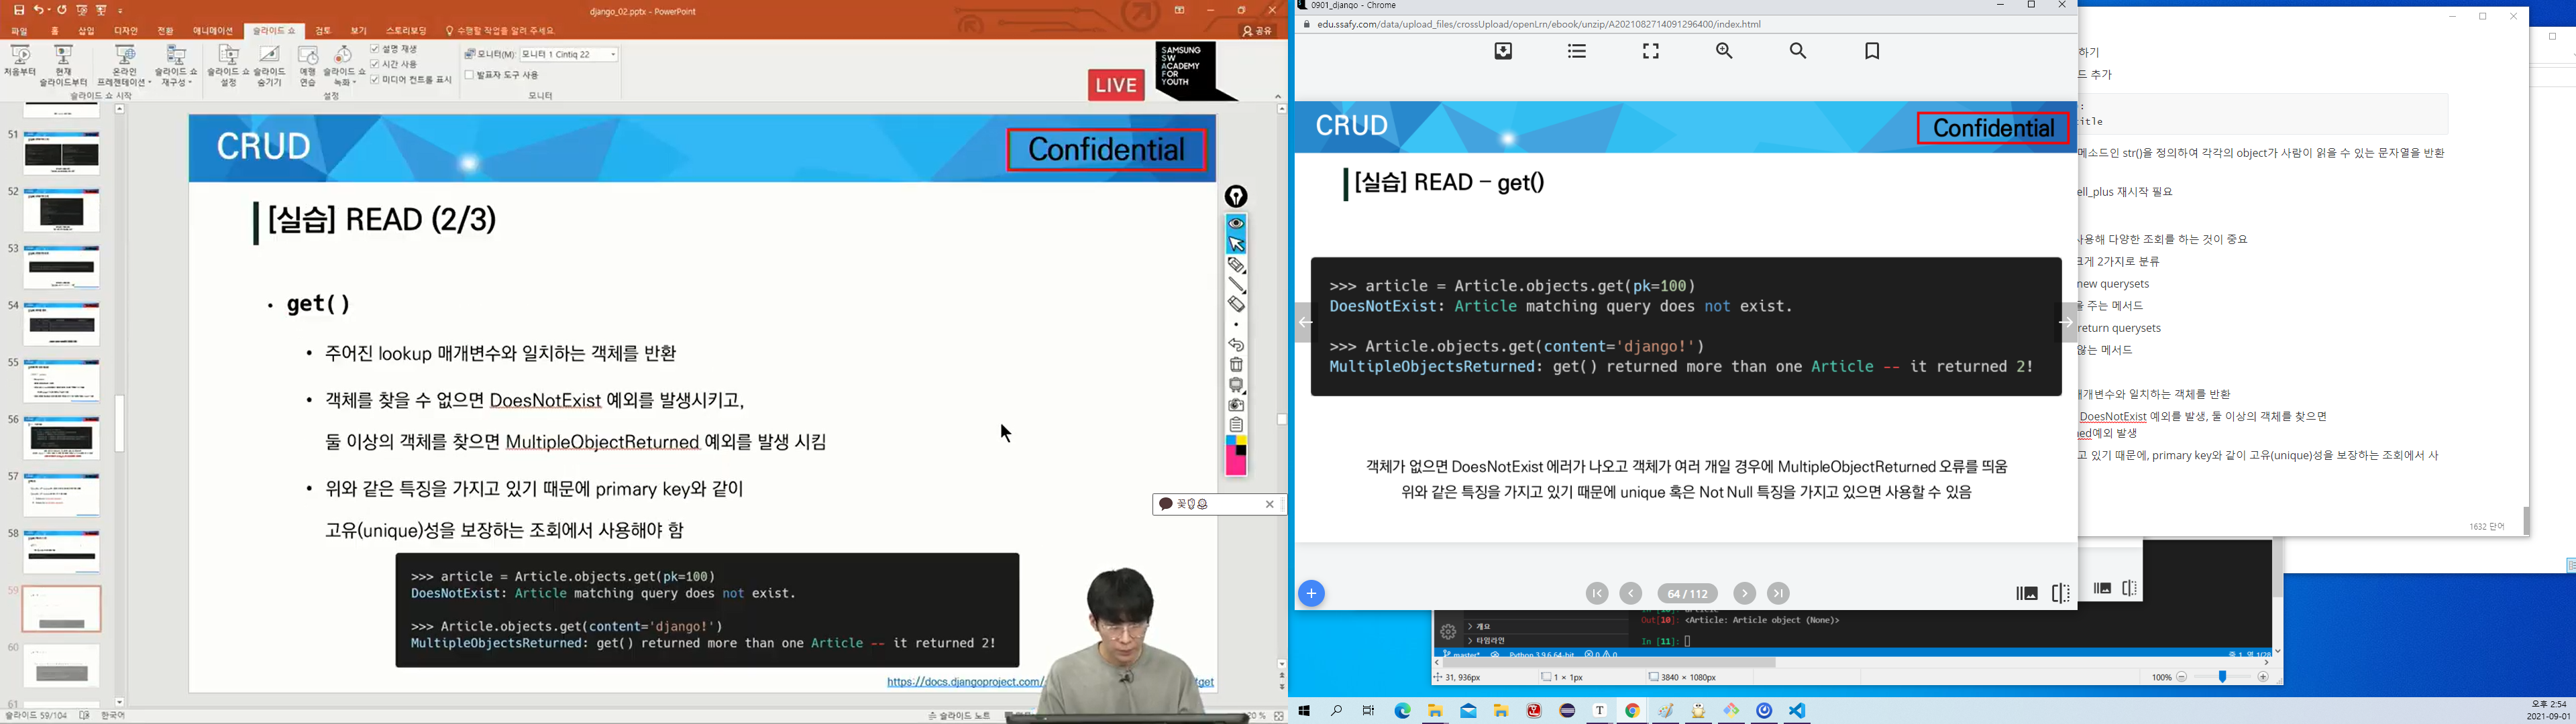 django_02.pptx - PowerPoint
파일 홈 삽입 디자인 전환 애니메이션 슬라이드 쇼 검토 보기 스토리보딩 수행할 작업을 알려 주세요. 공유
처음부터
현재
슬라이드부터
온라인
프레젠테이션
슬라이드 쇼
재구성
슬라이드 쇼
설정
슬라이드
숨기기
예행
연습
슬라이드 쇼
녹화
설명 재생
시간 사용
미디어 컨트롤 표시
모니터(M): 모니터 1 Cintiq 22
발표자 도구 사용
슬라이드 쇼 시작
설정
모니터
LIVE
SAMSUNG
SW
ACADEMY
FOR
YOUTH
51
52
53
54
55
56
57
58
59
60
61
CRUD
Confidential
[실습] READ (2/3)
• get()
• 주어진 lookup 매개변수와 일치하는 객체를 반환
• 객체를 찾을 수 없으면 DoesNotExist 예외를 발생시키고,
둘 이상의 객체를 찾으면 MultipleObjectReturned 예외를 발생 시킴
• 위와 같은 특징을 가지고 있기 때문에 primary key와 같이
고유(unique)성을 보장하는 조회에서 사용해야 함
>>> article = Article.objects.get(pk=100)
DoesNotExist: Article matching query does not exist.
>>> Article.objects.get(content='django!')
MultipleObjectsReturned: get() returned more than one Article -- it returned 2!
https://docs.djangoproject.com/
get
슬라이드 59/104 한국어
슬라이드 노트
0901_django - Chrome
edu.ssafy.com/data/upload_files/crossUpload/openLrn/ebook/unzip/A2021082714091296400/index.html
CRUD
Confidential
[실습] READ – get()
>>> article = Article.objects.get(pk=100)
DoesNotExist: Article matching query does not exist.
>>> Article.objects.get(content='django!')
MultipleObjectsReturned: get() returned more than one Article -- it returned 2!
객체가 없으면 DoesNotExist 에러가 나오고 객체가 여러 개일 경우에 MultipleObjectReturned 오류를 띄움
위와 같은 특징을 가지고 있기 때문에 unique 혹은 Not Null 특징을 가지고 있으면 사용할 수 있음
64 / 112
하기
드 추가
:
title
메소드인 str()을 정의하여 각각의 object가 사람이 읽을 수 있는 문자열을 반환
ell_plus 재시작 필요
사용해 다양한 조회를 하는 것이 중요
크게 2가지로 분류
new querysets
을 주는 메서드
return querysets
않는 메서드
매개변수와 일치하는 객체를 반환
DoesNotExist 예외를 발생, 둘 이상의 객체를 찾으면
ned예외 발생
고 있기 때문에, primary key와 같이 고유(unique)성을 보장하는 조회에서 사
1632 단어
개요
타임라인
Out[10]: <Article: Article object (None)>
In [11]:
master* Python 3.9.6 64-bit
31, 936px
1 × 1px
3840 × 1080px
100%
오후 2:54
2021-09-01